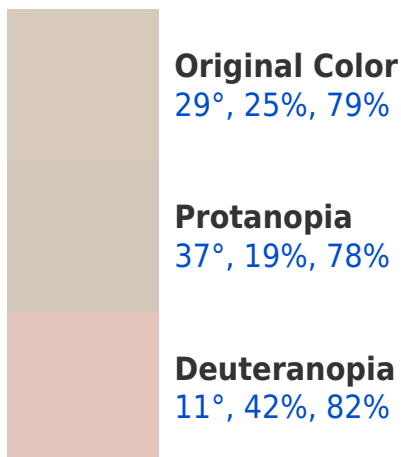 Original Color
29°, 25%, 79%
Protanopia
37°, 19%, 78%
Deuteranopia
11°, 42%, 82%